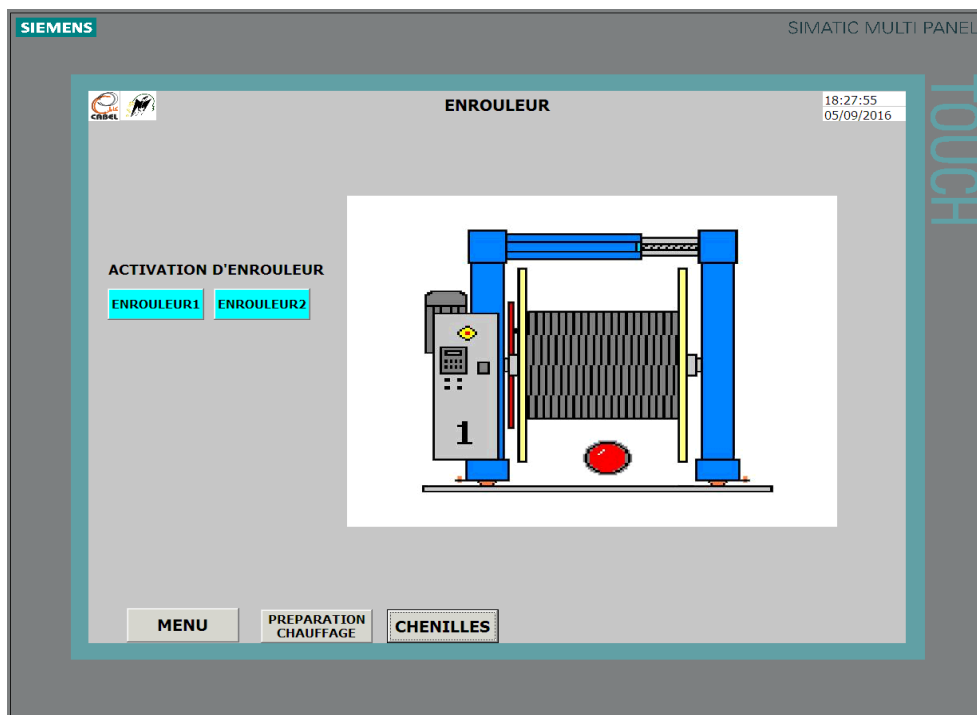 SIEMENS
SIMATIC MULTI PANEL
TOUCH
CABEL
ENROULEUR
18:27:55
05/09/2016
ACTIVATION D'ENROULEUR
ENROULEUR1
ENROULEUR2
1
MENU
PREPARATION
CHAUFFAGE
CHENILLES